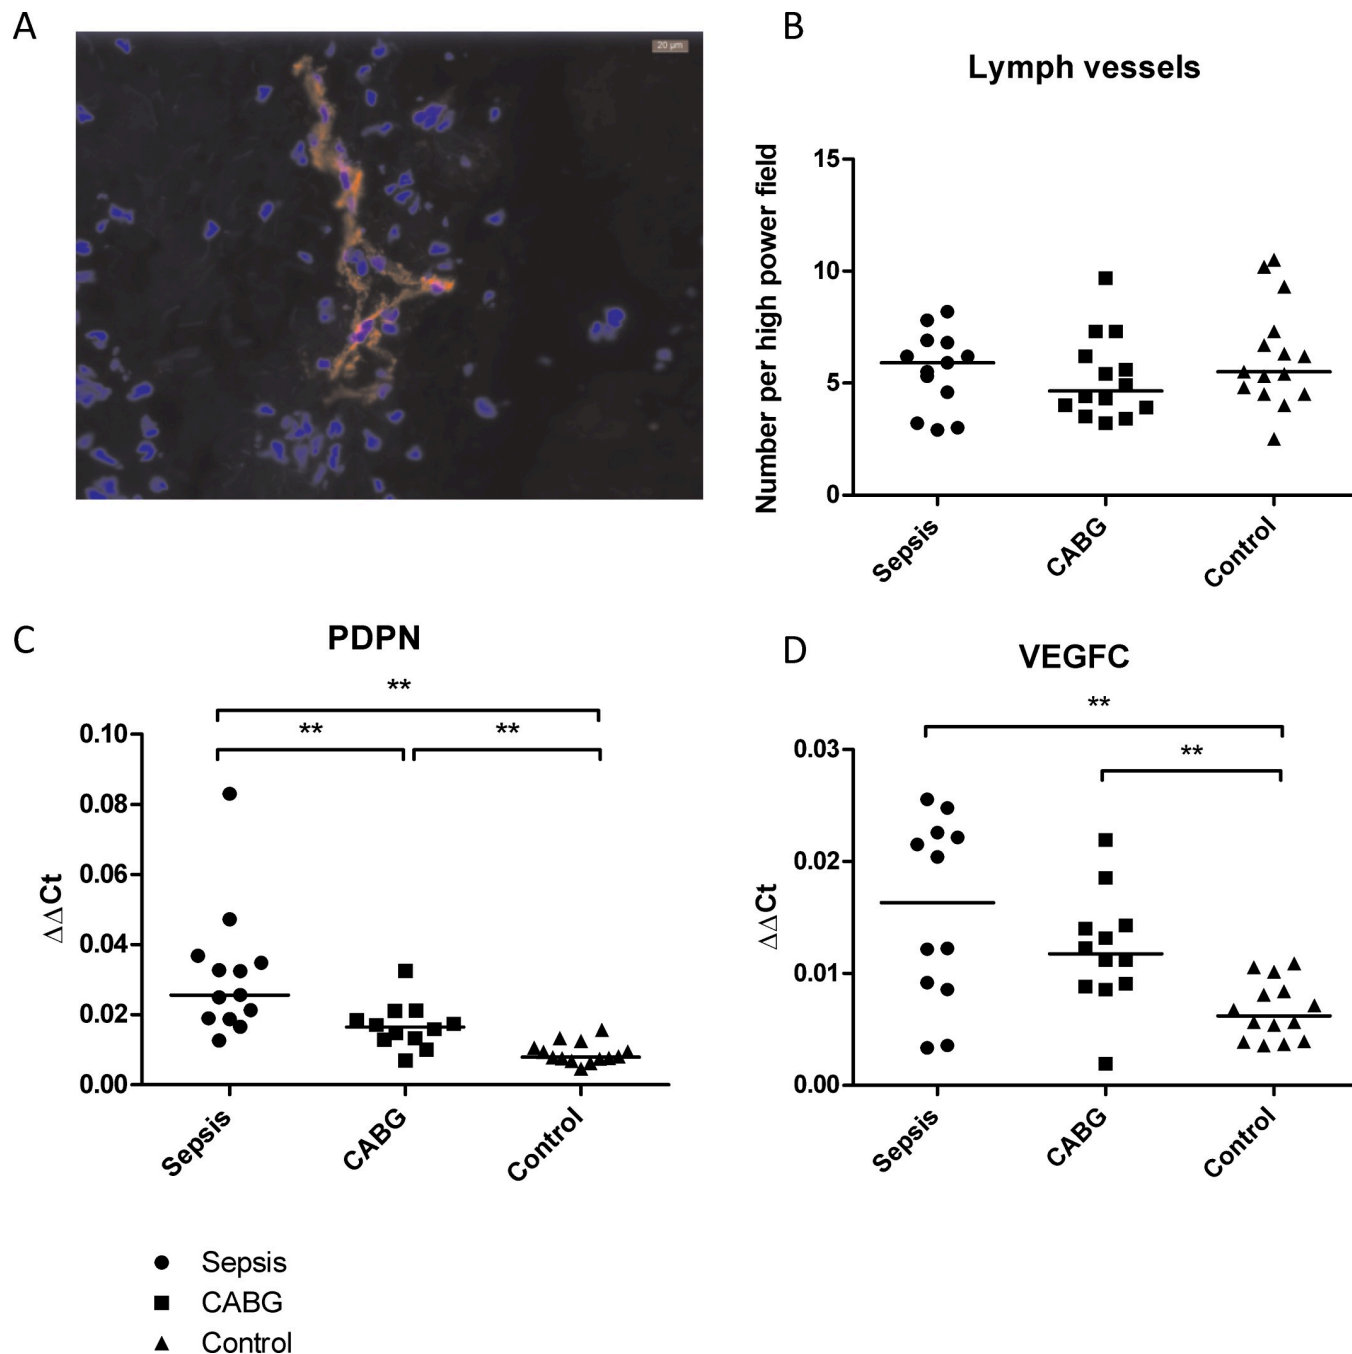 A
20 µm
B
Lymph vessels
Number per high power field
15
10
5
0
Sepsis
CABG
Control
C
PDPN
**
**
**
ΔΔCt
0.10
0.08
0.06
0.04
0.02
0.00
Sepsis
CABG
Control
D
VEGFC
**
**
ΔΔCt
0.03
0.02
0.01
0.00
Sepsis
CABG
Control
Sepsis
CABG
Control